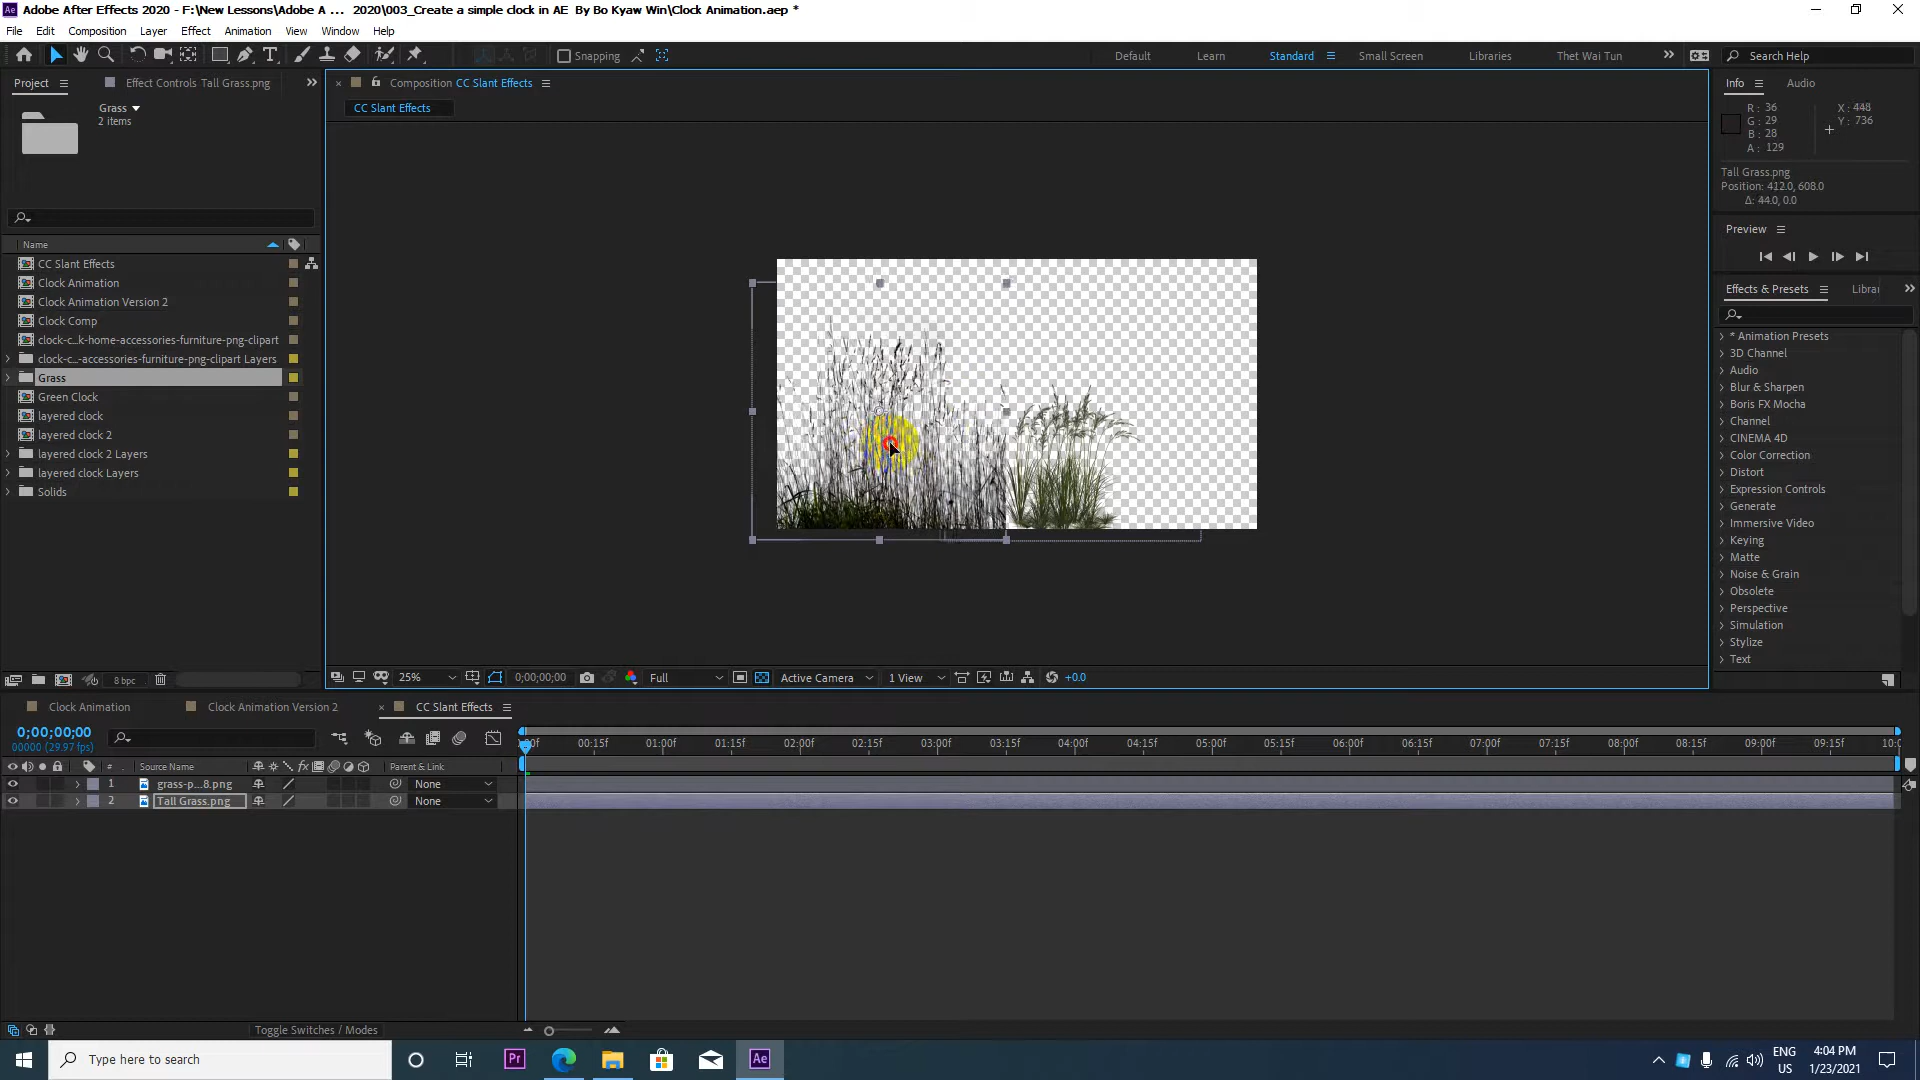 Adobe After Effects 2020 - F:\New Lessons\Adobe A ... 2020\003_Create a simple clock in AE By Bo Kyaw Win\Clock Animation.aep *
File Edit Composition Layer Effect Animation View Window Help
Snapping Default Learn Standard Small Screen Libraries Thet Wai Tun Search Help
Project Effect Controls Tall Grass.png
Composition CC Slant Effects
Info Audio
Grass
2 items
CC Slant Effects
R: 36
G: 29
B: 28
A: 129
X: 448
Y: 736
Tall Grass.png
Position: 412.0, 608.0
Δ: 44.0, 0.0
Preview
Name
CC Slant Effects
Clock Animation
Clock Animation Version 2
Clock Comp
clock-c...k-home-accessories-furniture-png-clipart
clock-c...-accessories-furniture-png-clipart Layers
Grass
Green Clock
layered clock
layered clock 2
layered clock 2 Layers
layered clock Layers
Solids
Effects & Presets Librar
* Animation Presets
3D Channel
Audio
Blur & Sharpen
Boris FX Mocha
Channel
CINEMA 4D
Color Correction
Distort
Expression Controls
Generate
Immersive Video
Keying
Matte
Noise & Grain
Obsolete
Perspective
Simulation
Stylize
Text
8 bpc
25% 0;00;00;00 Full Active Camera 1 View +0.0
Clock Animation Clock Animation Version 2 CC Slant Effects
0;00;00;00
00000 (29.97 fps)
00f 00:15f 01:00f 01:15f 02:00f 02:15f 03:00f 03:15f 04:00f 04:15f 05:00f 05:15f 06:00f 06:15f 07:00f 07:15f 08:00f 08:15f 09:00f 09:15f 10:0
# Source Name fx Parent & Link
1 grass-p...8.png None
2 Tall Grass.png None
Toggle Switches / Modes
Type here to search
Pr
Ae
ENG
US
4:04 PM
1/23/2021